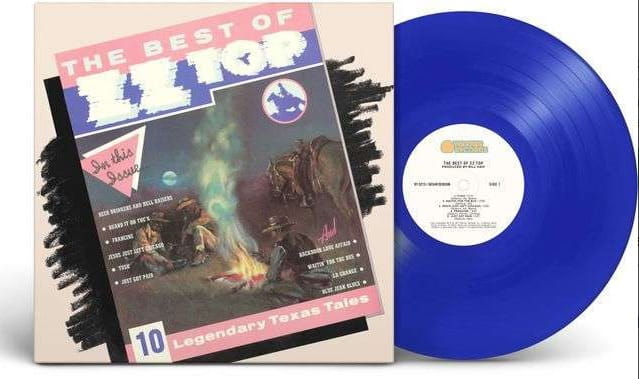 THE BEST OF
ZZ TOP
In this
Issue
BEER DRINKERS AND HELL RAISERS
• HEARD IT ON THE X
• FRANCINE
JESUS JUST LEFT CHICAGO
• TUSH
• JUST GOT PAID
And
BACKDOOR LOVE AFFAIR •
WAITIN' FOR THE BUS •
LA GRANGE •
BLUE JEAN BLUES •
10 Legendary Texas Tales
THE BEST OF ZZ TOP
PRODUCED BY BILL HAM
SIDE 1